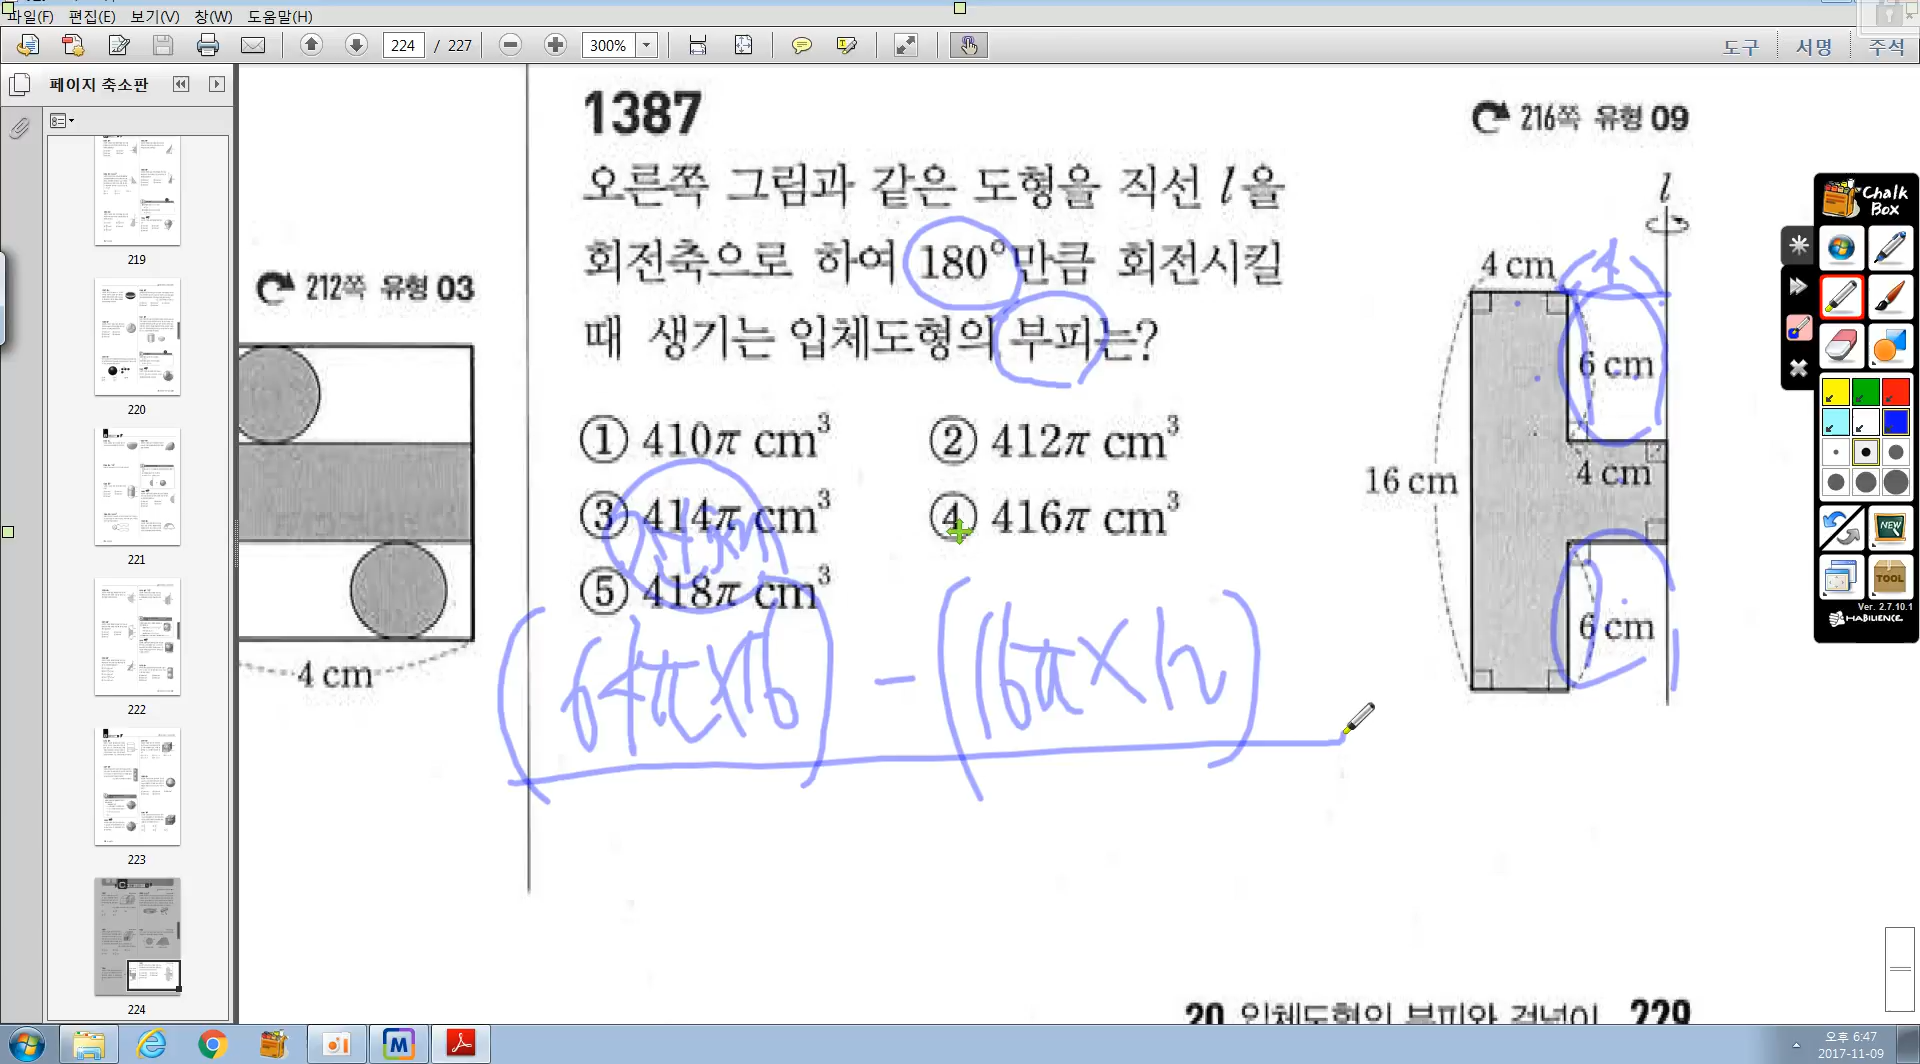 파일(F) 편집(E) 보기(V) 창(W) 도움말(H)
224 / 227
300%
도구 서명 주석
페이지 축소판
219
220
221
222
223
224
212쪽 유형 03
4 cm
1387
216쪽 유형 09
오른쪽 그림과 같은 도형을 직선 l을
회전축으로 하여 180°만큼 회전시킬
때 생기는 입체도형의 부피는?
① 410π cm³ ② 412π cm³
③ 414π cm³ ④ 416π cm³
⑤ 418π cm³
(64π×16) - (16π×12)
l
4 cm
4
6 cm
4 cm
16 cm
6 cm
20 입체도형의 부피와 겉넓이 229
Chalk
Box
NEW
TOOL
Ver. 2.7.10.1
HABILIENCE
오후 6:47
2017-11-09